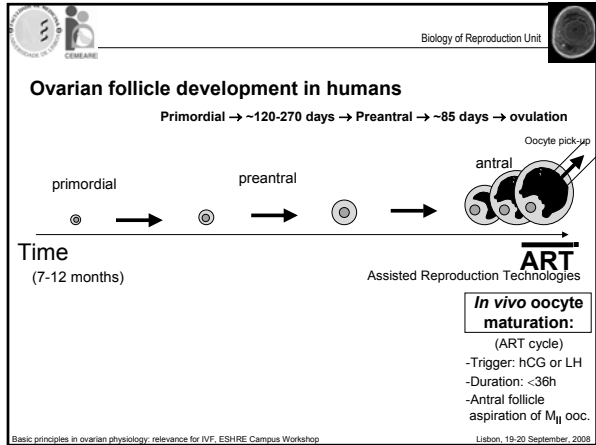 Biology of Reproduction Unit
CEMEARE
Ovarian follicle development in humans
Primordial → ~120-270 days → Preantral → ~85 days → ovulation
Oocyte pick-up
antral
preantral
primordial
Time
(7-12 months)
ART
Assisted Reproduction Technologies
In vivo oocyte
maturation:
(ART cycle)
-Trigger: hCG or LH
-Duration: <36h
-Antral follicle
aspiration of MII ooc.
Basic principles in ovarian physiology: relevance for IVF, ESHRE Campus Workshop
Lisbon, 19-20 September, 2008